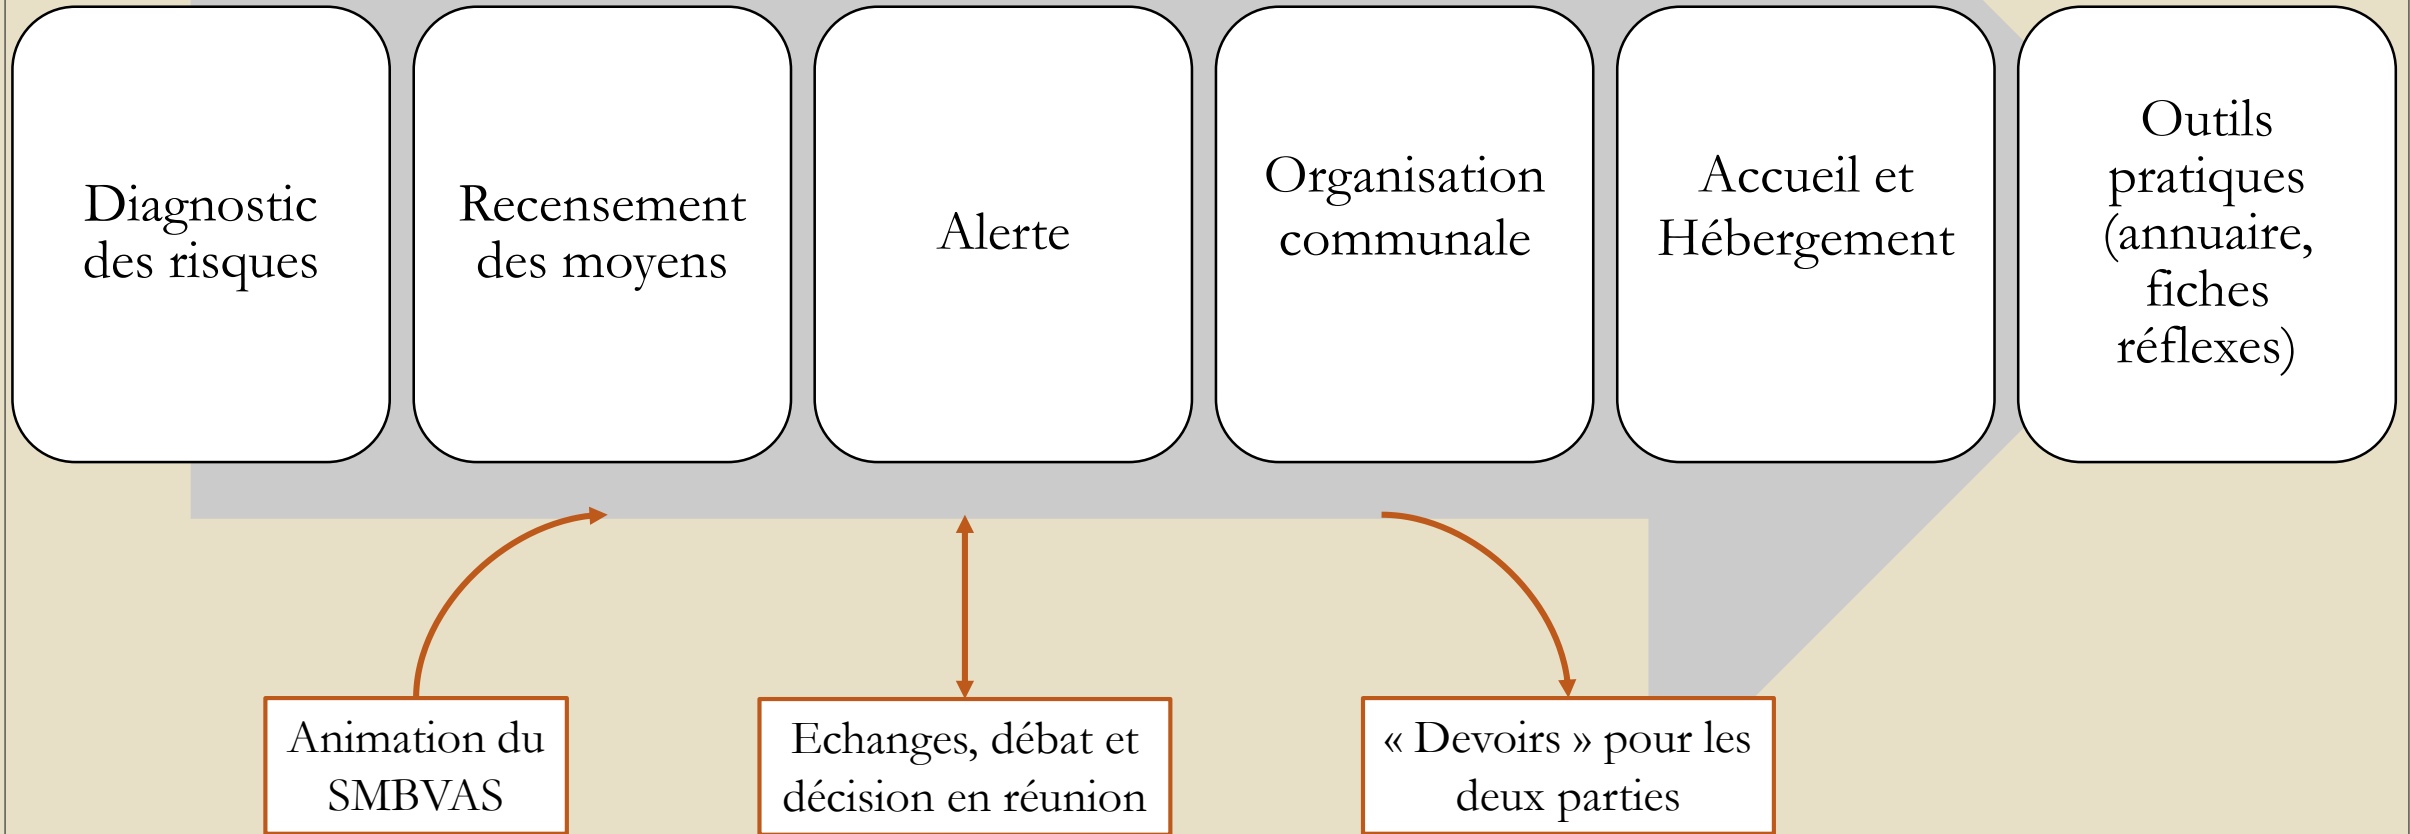 Diagnostic
des risques
Recensement
des moyens
Alerte
Organisation
communale
Accueil et
Hébergement
Outils
pratiques
(annuaire,
fiches
réflexes)
Animation du
SMBVAS
Echanges, débat et
décision en réunion
« Devoirs » pour les
deux parties